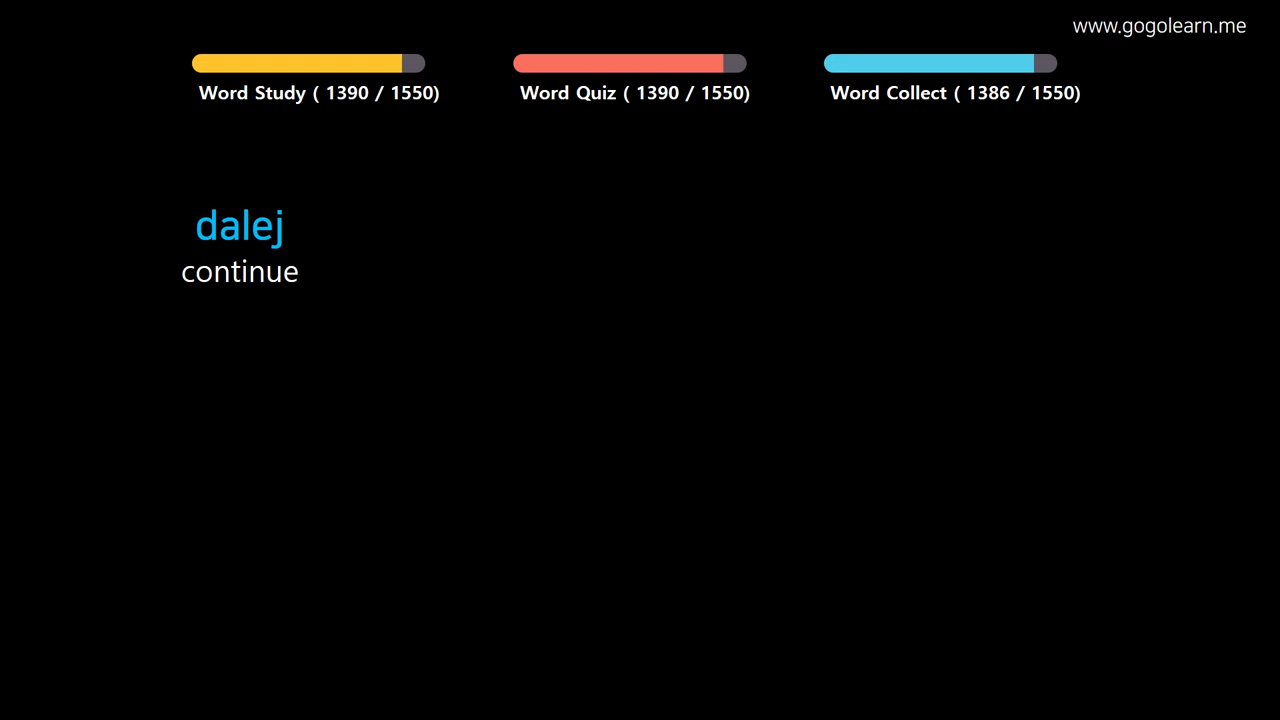 www.gogolearn.me
Word Study ( 1390 / 1550)
Word Quiz ( 1390 / 1550)
Word Collect ( 1386 / 1550)
dalej
continue